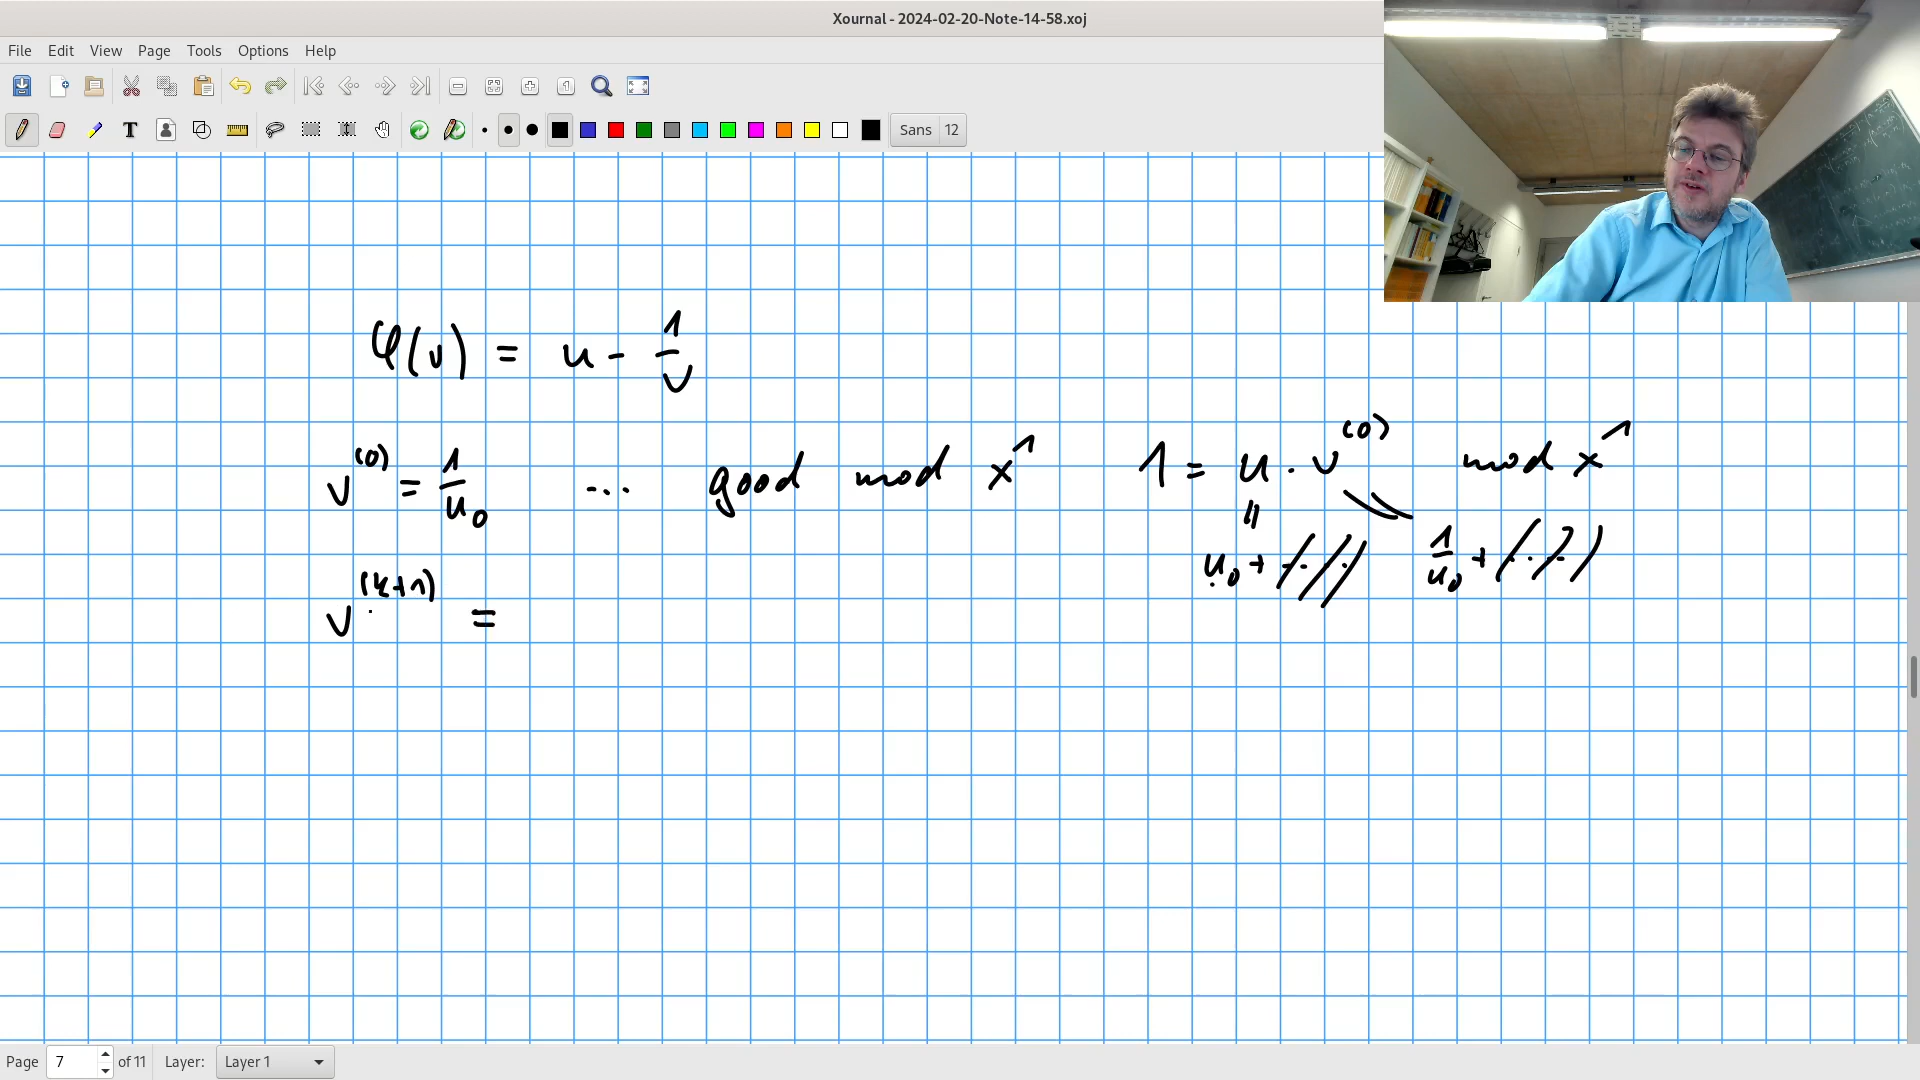 Xournal - 2024-02-20-Note-14-58.xoj
File Edit View Page Tools Options Help
Sans 12
φ(v) = u - 1/v
v^(0) = 1/u_0 ... good mod x^1
1 = u · v^(0) mod x^1
u_0 + (...) 1/u_0 + (...)
v^(k+1) =
Page 7 of 11 Layer: Layer 1